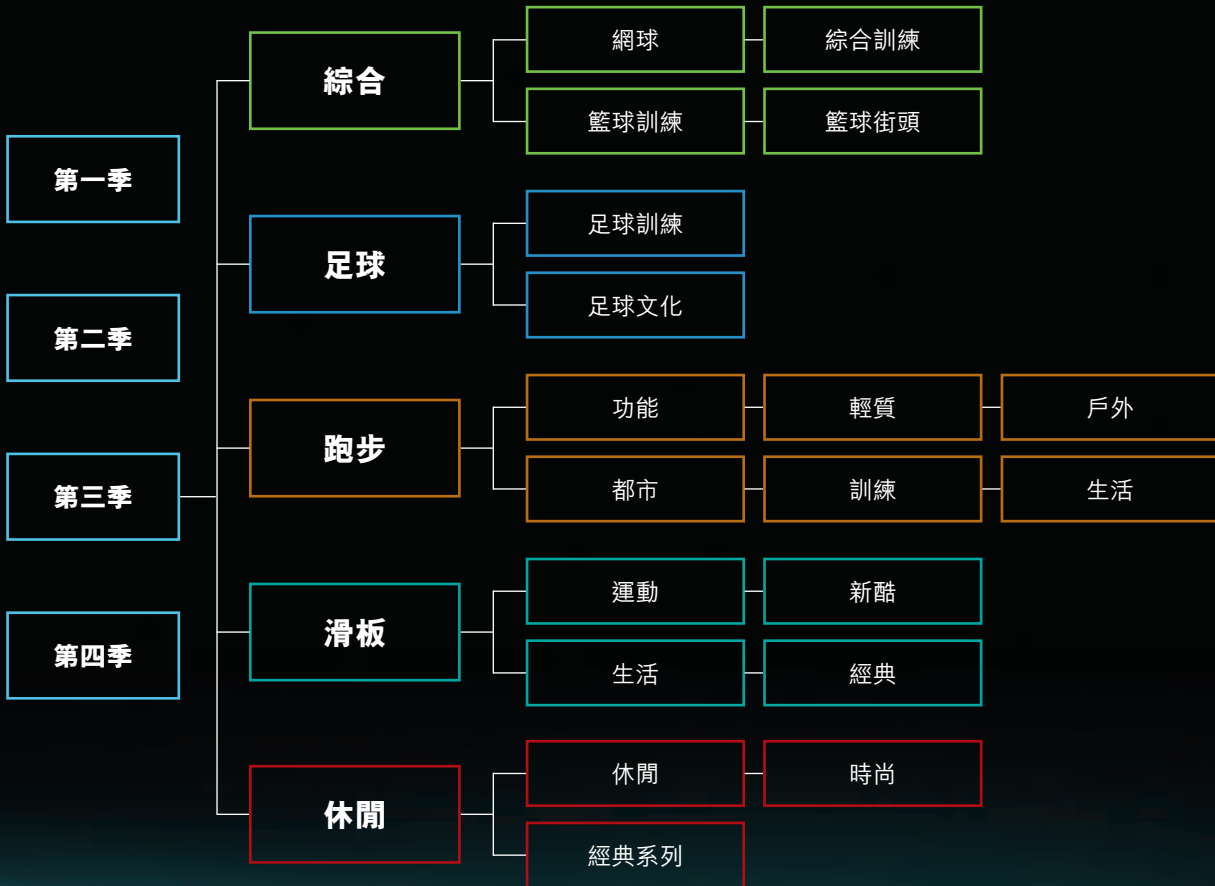 第一季
第二季
第三季
第四季
綜合
網球
綜合訓練
籃球訓練
籃球街頭
足球
足球訓練
足球文化
跑步
功能
輕質
戶外
都市
訓練
生活
滑板
運動
新酷
生活
經典
休閒
休閒
時尚
經典系列